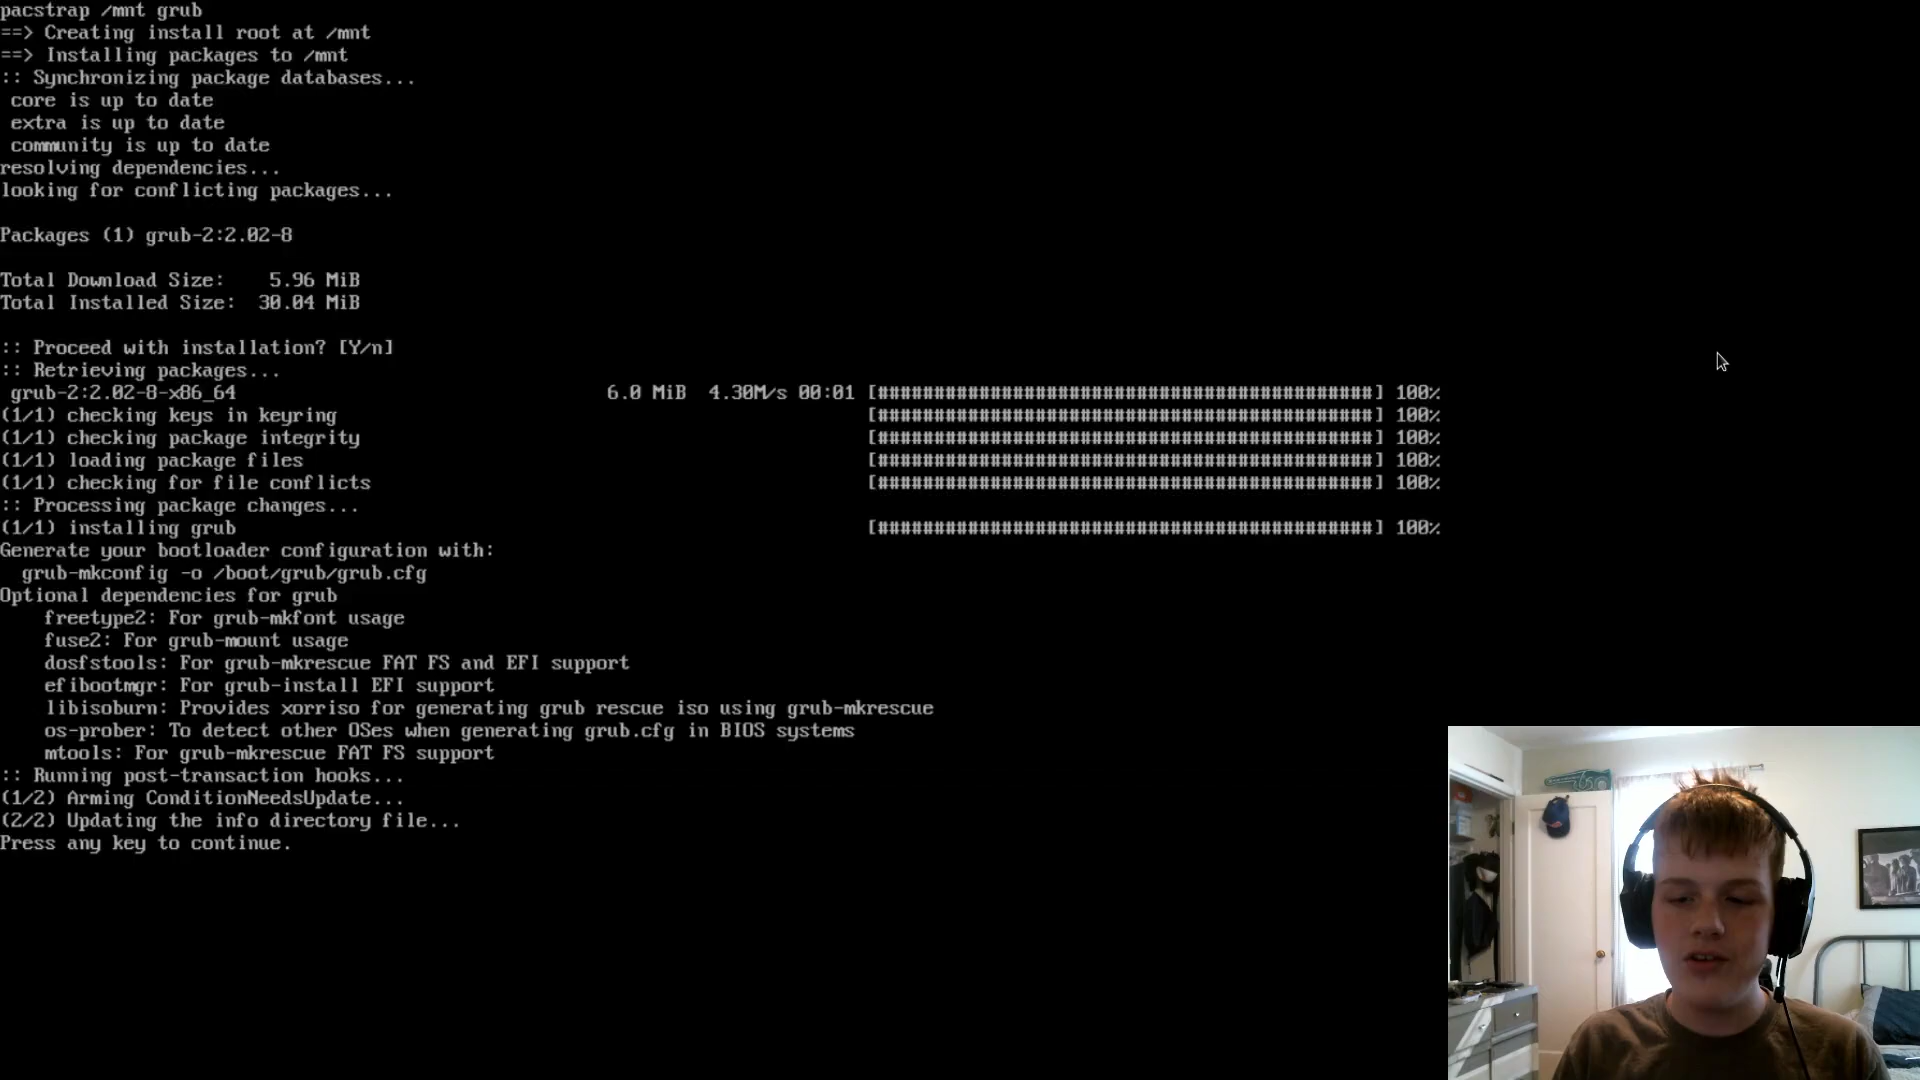 pacstrap /mnt grub
==> Creating install root at /mnt
==> Installing packages to /mnt
:: Synchronizing package databases...
core is up to date
extra is up to date
community is up to date
resolving dependencies...
looking for conflicting packages...
Packages (1) grub-2:2.02-8
Total Download Size:    5.96 MiB
Total Installed Size:  30.04 MiB
:: Proceed with installation? [Y/n]
:: Retrieving packages...
grub-2:2.02-8-x86_64 6.0 MiB  4.30M/s 00:01 [############################################] 100%
(1/1) checking keys in keyring [############################################] 100%
(1/1) checking package integrity [############################################] 100%
(1/1) loading package files [############################################] 100%
(1/1) checking for file conflicts [############################################] 100%
:: Processing package changes...
(1/1) installing grub [############################################] 100%
Generate your bootloader configuration with:
grub-mkconfig -o /boot/grub/grub.cfg
Optional dependencies for grub
freetype2: For grub-mkfont usage
fuse2: For grub-mount usage
dosfstools: For grub-mkrescue FAT FS and EFI support
efibootmgr: For grub-install EFI support
libisoburn: Provides xorriso for generating grub rescue iso using grub-mkrescue
os-prober: To detect other OSes when generating grub.cfg in BIOS systems
mtools: For grub-mkrescue FAT FS support
:: Running post-transaction hooks...
(1/2) Arming ConditionNeedsUpdate...
(2/2) Updating the info directory file...
Press any key to continue.